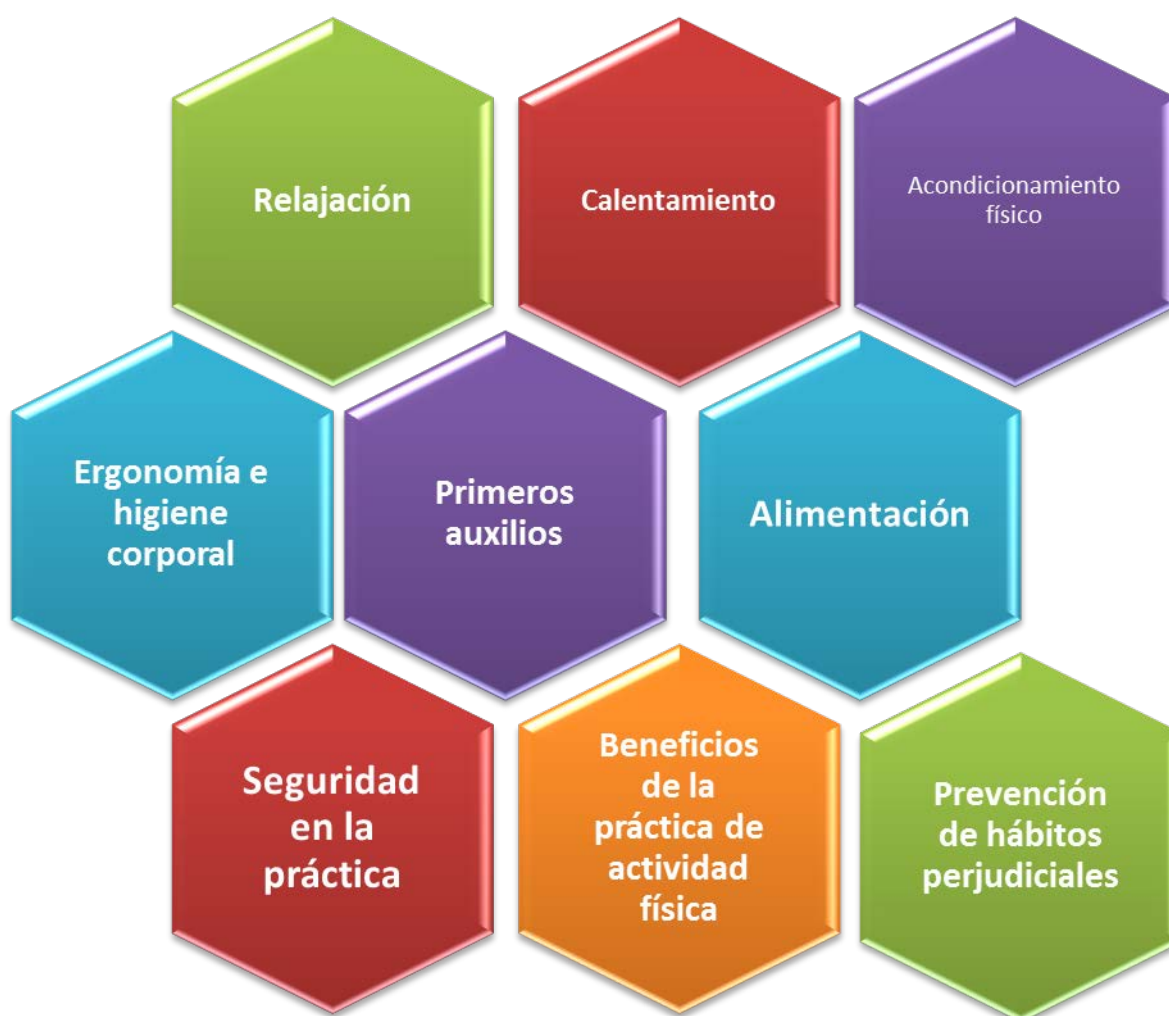 Relajación
Calentamiento
Acondicionamiento
físico
Ergonomía e
higiene
corporal
Primeros
auxilios
Alimentación
Seguridad
en la
práctica
Beneficios
de la
práctica de
actividad
física
Prevención
de hábitos
perjudiciales